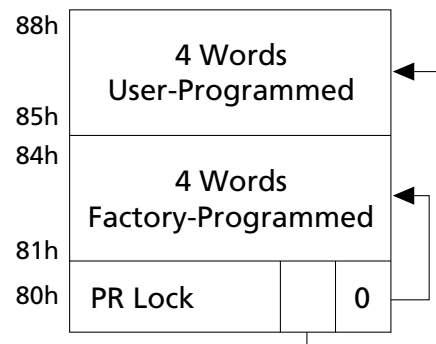 88h
4 Words
User-Programmed
85h
84h
4 Words
Factory-Programmed
81h
80h PR Lock 0